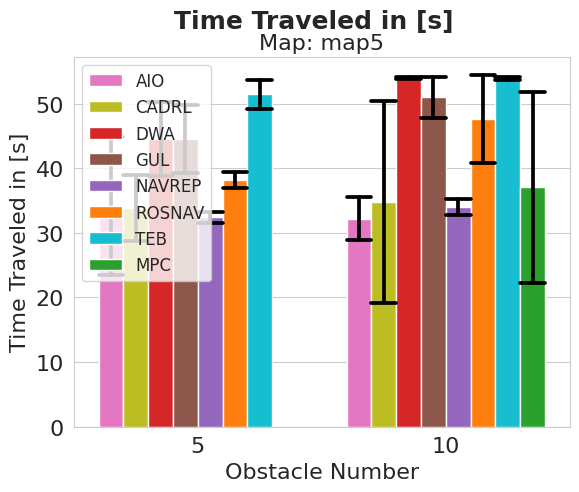 Time Traveled in [s]
Map: map5
Time Traveled in [s]
50
40
30
20
10
0
AIO
CADRL
DWA
GUL
NAVREP
ROSNAV
TEB
MPC
5
10
Obstacle Number